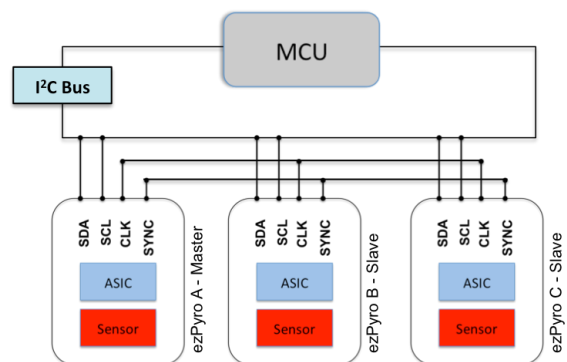 MCU
I²C Bus
SDA SCL CLK SYNC
ASIC
Sensor
ezPyro A - Master
SDA SCL CLK SYNC
ASIC
Sensor
ezPyro B - Slave
SDA SCL CLK SYNC
ASIC
Sensor
ezPyro C - Slave